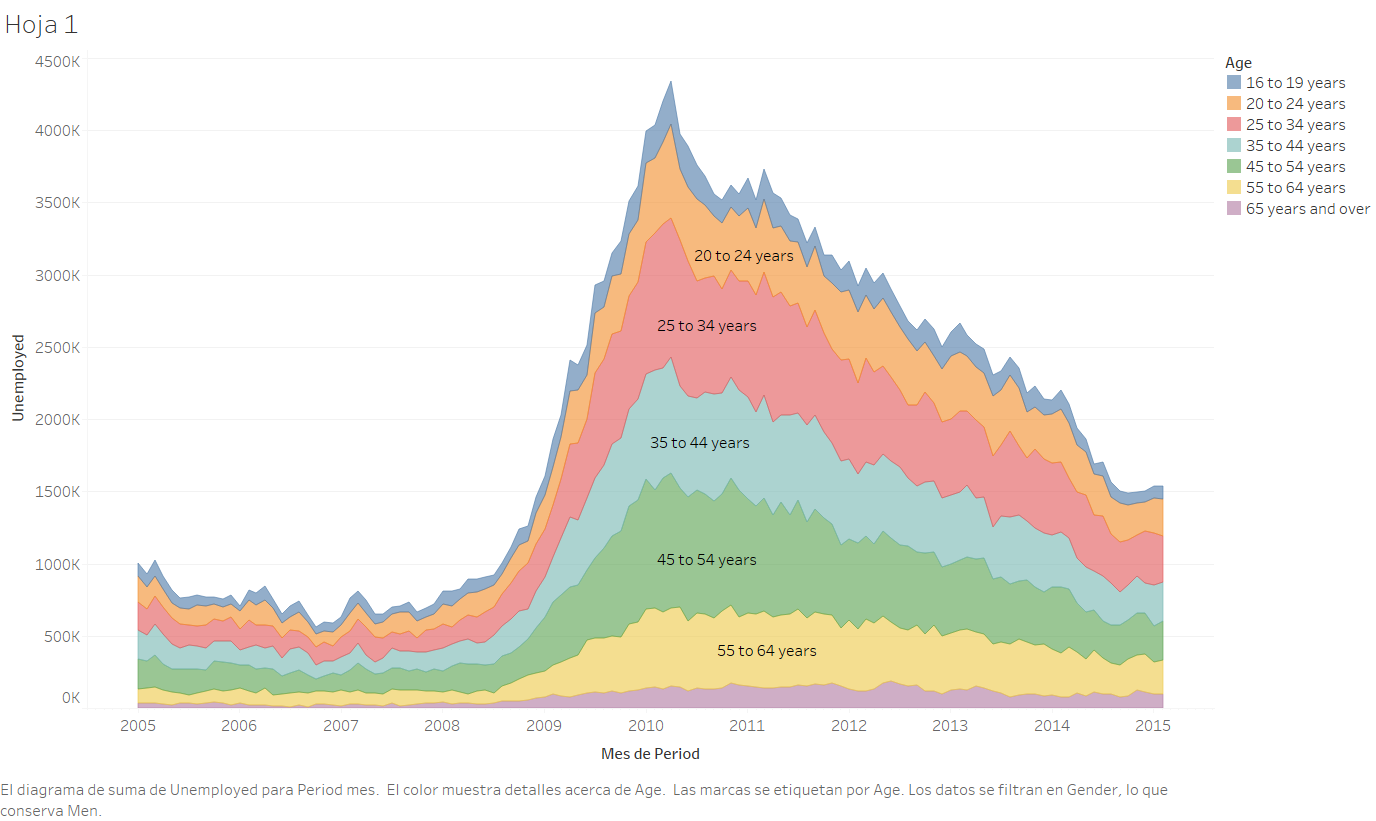 Hoja 1
4500K
4000K
3500K
3000K
2500K
2000K
1500K
1000K
500K
0K
Unemployed
20 to 24 years
25 to 34 years
35 to 44 years
45 to 54 years
55 to 64 years
2005 2006 2007 2008 2009 2010 2011 2012 2013 2014 2015
Mes de Period
Age
16 to 19 years
20 to 24 years
25 to 34 years
35 to 44 years
45 to 54 years
55 to 64 years
65 years and over
El diagrama de suma de Unemployed para Period mes. El color muestra detalles acerca de Age. Las marcas se etiquetan por Age. Los datos se filtran en Gender, lo que
conserva Men.